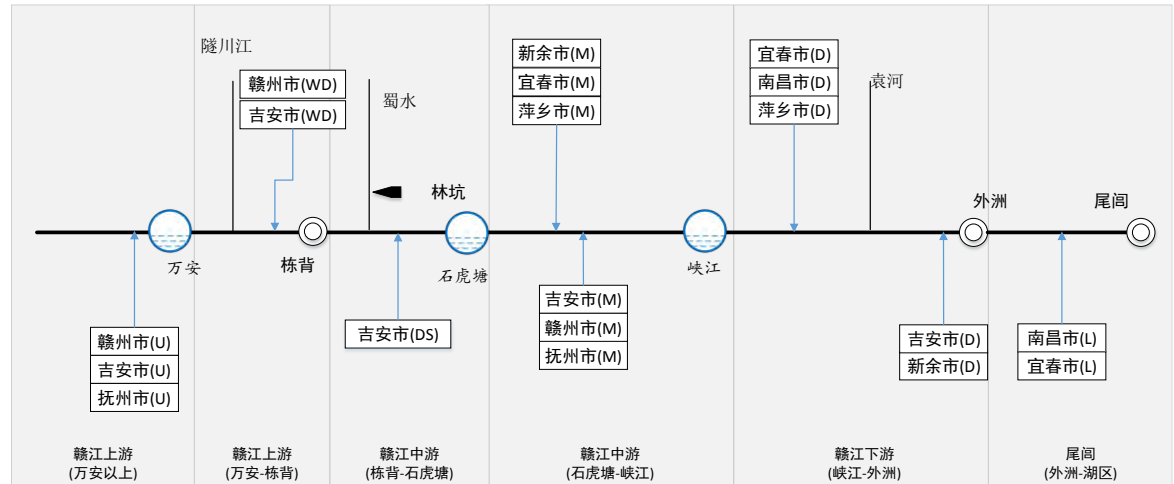 隧川江
赣州市(WD)
吉安市(WD)
蜀水
林坑
新余市(M)
宜春市(M)
萍乡市(M)
宜春市(D)
南昌市(D)
萍乡市(D)
袁河
外洲
尾闾
万安
栋背
石虎塘
峡江
赣州市(U)
吉安市(U)
抚州市(U)
吉安市(DS)
吉安市(M)
赣州市(M)
抚州市(M)
吉安市(D)
新余市(D)
南昌市(L)
宜春市(L)
赣江上游
(万安以上)
赣江上游
(万安-栋背)
赣江中游
(栋背-石虎塘)
赣江中游
(石虎塘-峡江)
赣江下游
(峡江-外洲)
尾闾
(外洲-湖区)